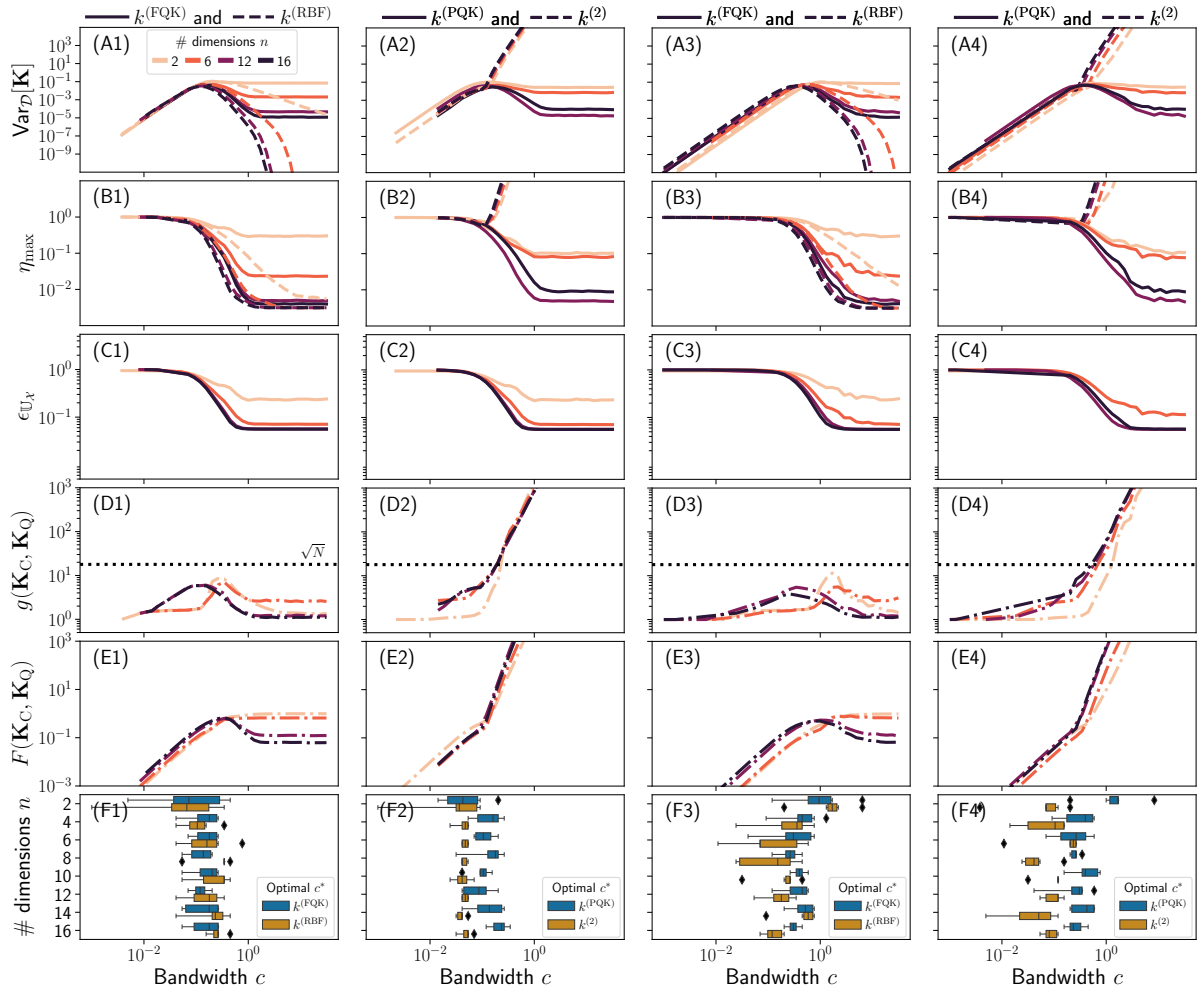 k^(FQK) and k^(RBF)
k^(PQK) and k^(2)
k^(FQK) and k^(RBF)
k^(PQK) and k^(2)
(A1) (A2) (A3) (A4)
# dimensions n
2 6 12 16
Var_𝒟[K]
10^3
10^1
10^−1
10^−3
10^−5
10^−7
10^−9
(B1) (B2) (B3) (B4)
η_max
10^0
10^−1
10^−2
(C1) (C2) (C3) (C4)
ϵ_𝕌_𝒳
10^0
10^−1
(D1) (D2) (D3) (D4)
g(K_C, K_Q)
10^3
10^2
10^1
10^0
√N
(E1) (E2) (E3) (E4)
F(K_C, K_Q)
10^3
10^1
10^−1
10^−3
(F1) (F2) (F3) (F4)
# dimensions n
2
4
6
8
10
12
14
16
Optimal c*
k^(FQK)
k^(RBF)
Optimal c*
k^(PQK)
k^(2)
Optimal c*
k^(FQK)
k^(RBF)
Optimal c*
k^(PQK)
k^(2)
10^−2 10^0 10^−2 10^0 10^−2 10^0 10^−2 10^0
Bandwidth c Bandwidth c Bandwidth c Bandwidth c